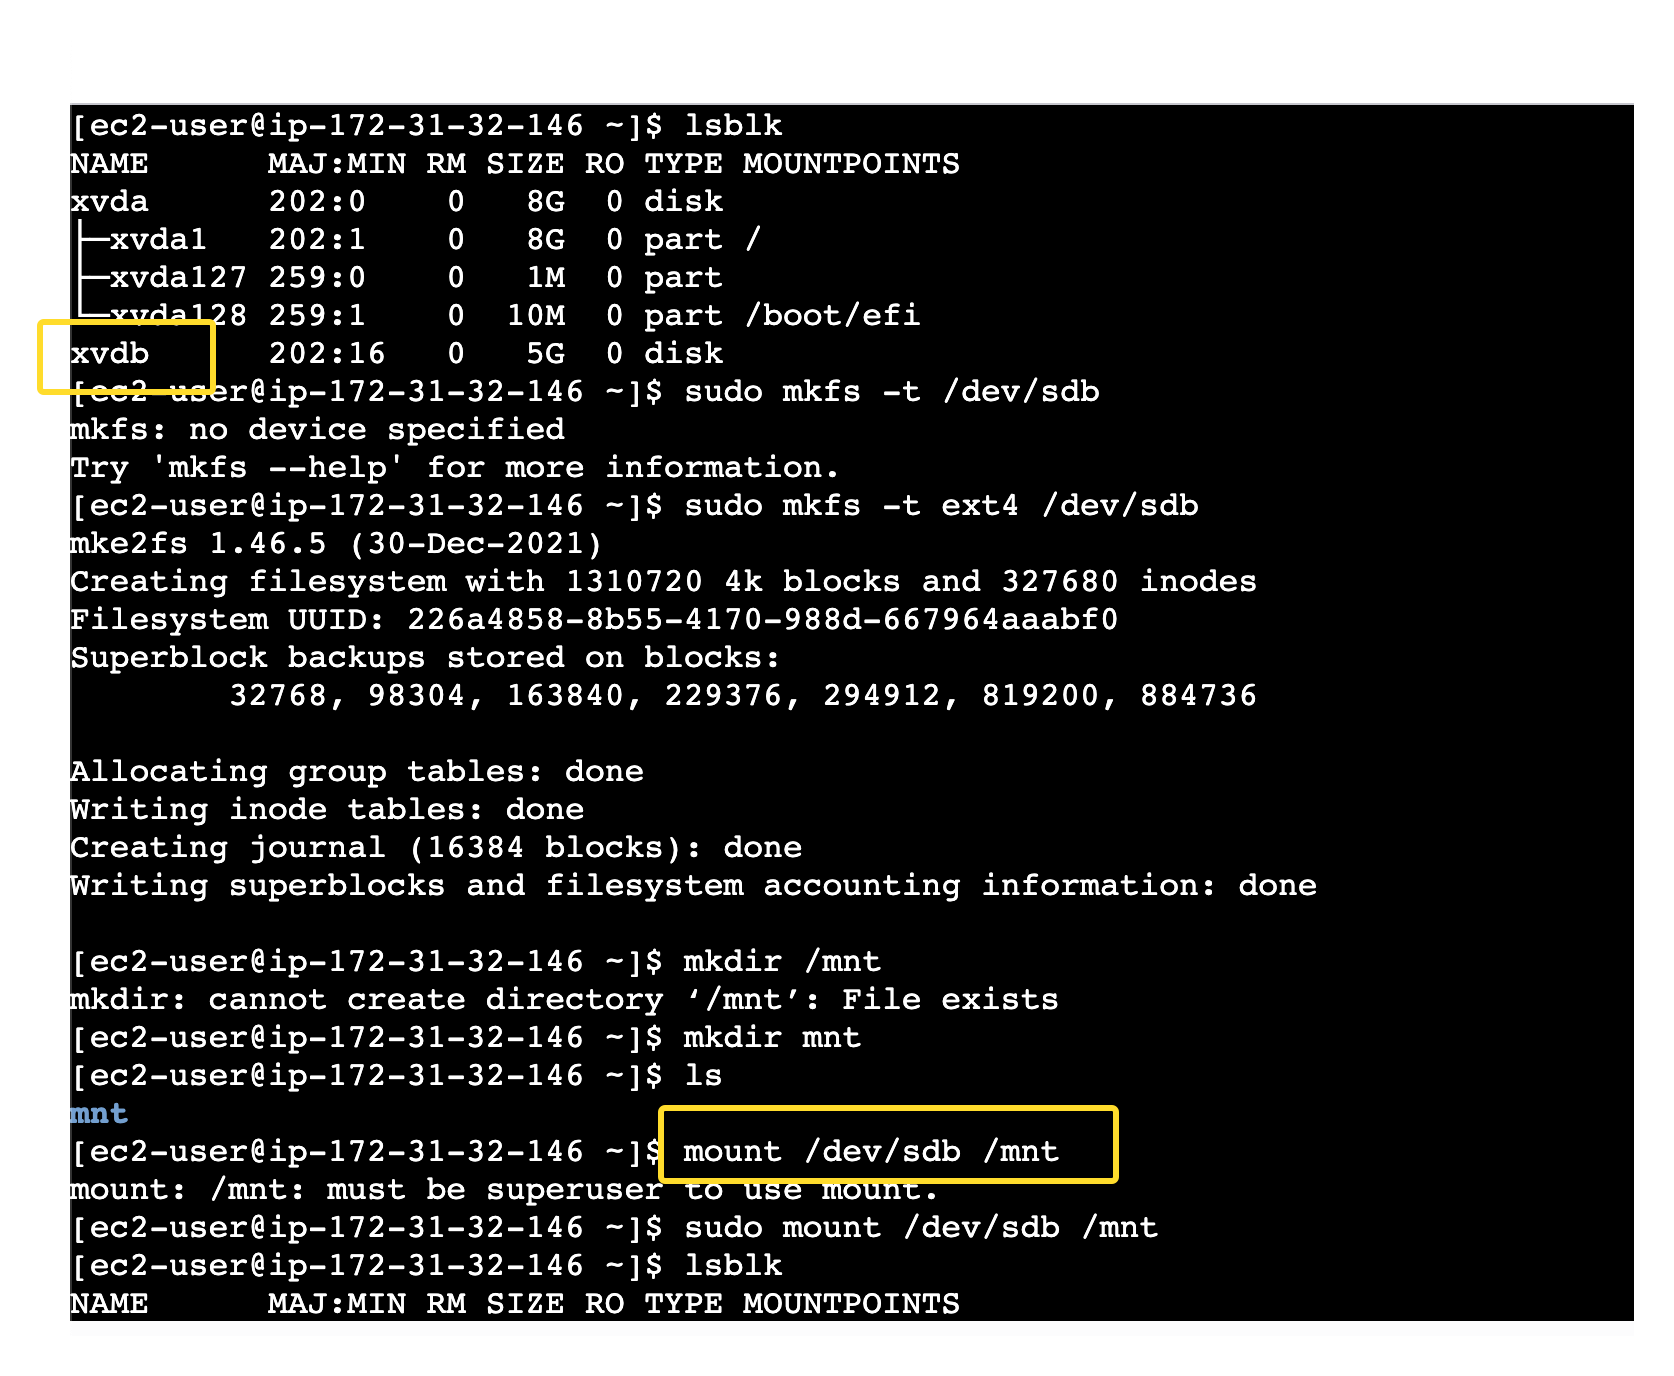 [ec2-user@ip-172-31-32-146 ~]$ lsblk
NAME      MAJ:MIN RM SIZE RO TYPE MOUNTPOINTS
xvda      202:0    0   8G  0 disk
├─xvda1   202:1    0   8G  0 part /
├─xvda127 259:0    0   1M  0 part
└─xvda128 259:1    0  10M  0 part /boot/efi
xvdb      202:16   0   5G  0 disk
[ec2-user@ip-172-31-32-146 ~]$ sudo mkfs -t /dev/sdb
mkfs: no device specified
Try 'mkfs --help' for more information.
[ec2-user@ip-172-31-32-146 ~]$ sudo mkfs -t ext4 /dev/sdb
mke2fs 1.46.5 (30-Dec-2021)
Creating filesystem with 1310720 4k blocks and 327680 inodes
Filesystem UUID: 226a4858-8b55-4170-988d-667964aaabf0
Superblock backups stored on blocks:
        32768, 98304, 163840, 229376, 294912, 819200, 884736

Allocating group tables: done
Writing inode tables: done
Creating journal (16384 blocks): done
Writing superblocks and filesystem accounting information: done

[ec2-user@ip-172-31-32-146 ~]$ mkdir /mnt
mkdir: cannot create directory ‘/mnt’: File exists
[ec2-user@ip-172-31-32-146 ~]$ mkdir mnt
[ec2-user@ip-172-31-32-146 ~]$ ls
mnt
[ec2-user@ip-172-31-32-146 ~]$ mount /dev/sdb /mnt
mount: /mnt: must be superuser to use mount.
[ec2-user@ip-172-31-32-146 ~]$ sudo mount /dev/sdb /mnt
[ec2-user@ip-172-31-32-146 ~]$ lsblk
NAME      MAJ:MIN RM SIZE RO TYPE MOUNTPOINTS